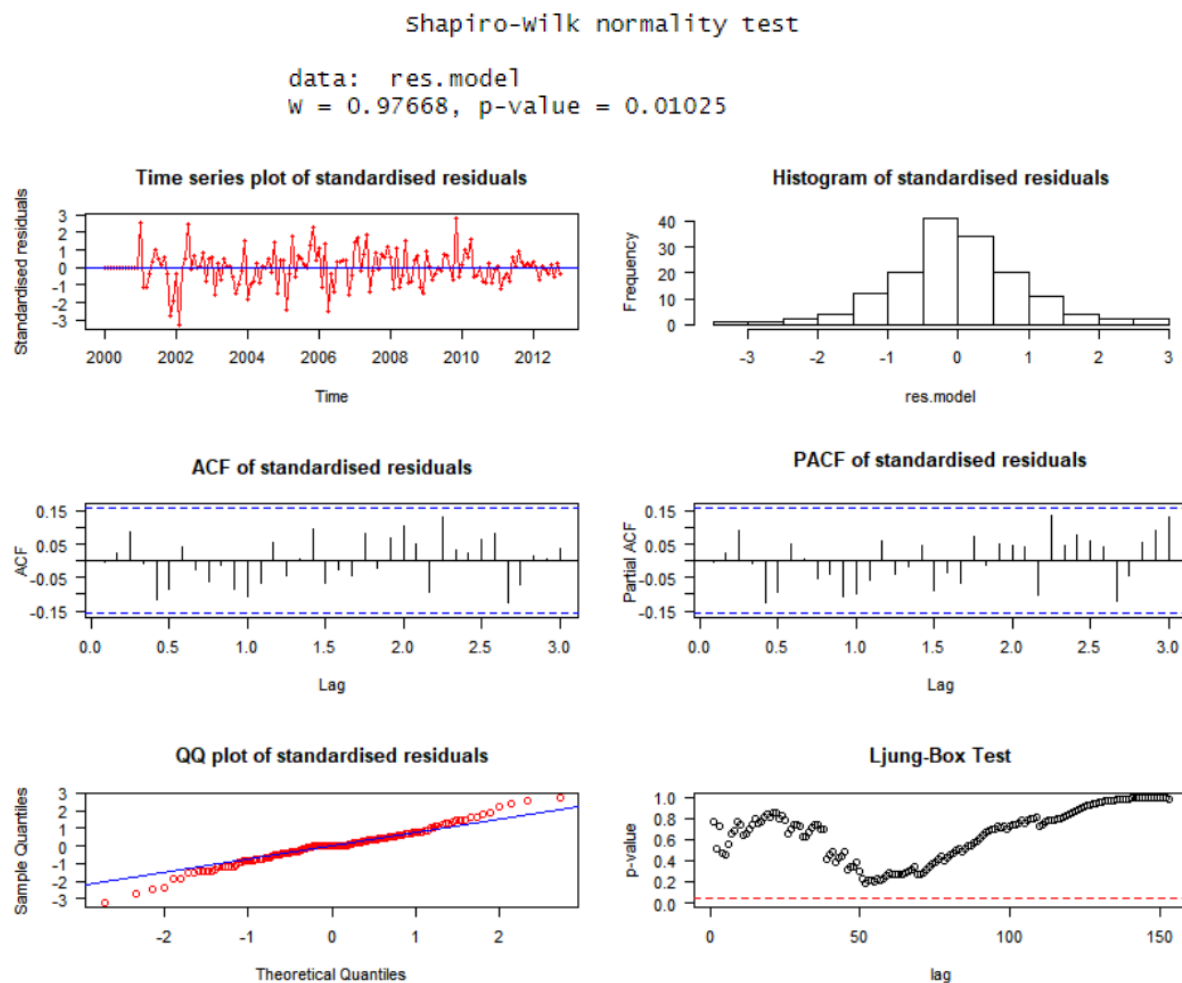 Shapiro-Wilk normality test
data:  res.model
W = 0.97668, p-value = 0.01025
Time series plot of standardised residuals
Standardised residuals
3
2
1
0
-1
-2
-3
2000 2002 2004 2006 2008 2010 2012
Time
Histogram of standardised residuals
Frequency
40
30
20
10
0
-3 -2 -1 0 1 2 3
res.model
ACF of standardised residuals
ACF
0.15
0.05
-0.05
-0.15
0.0 0.5 1.0 1.5 2.0 2.5 3.0
Lag
PACF of standardised residuals
Partial ACF
0.15
0.05
-0.05
-0.15
0.0 0.5 1.0 1.5 2.0 2.5 3.0
Lag
QQ plot of standardised residuals
Sample Quantiles
3
2
1
0
-1
-2
-3
-2 -1 0 1 2
Theoretical Quantiles
Ljung-Box Test
p-value
1.0
0.8
0.6
0.4
0.2
0.0
0 50 100 150
lag